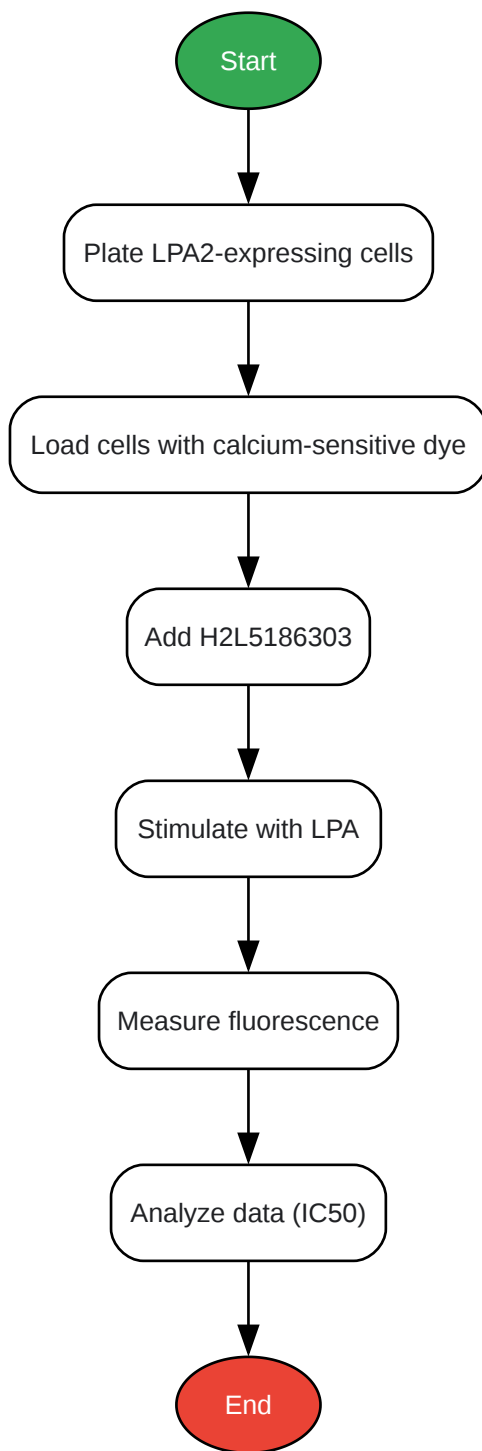 Start
Plate LPA2-expressing cells
Load cells with calcium-sensitive dye
Add H2L5186303
Stimulate with LPA
Measure fluorescence
Analyze data (IC50)
End